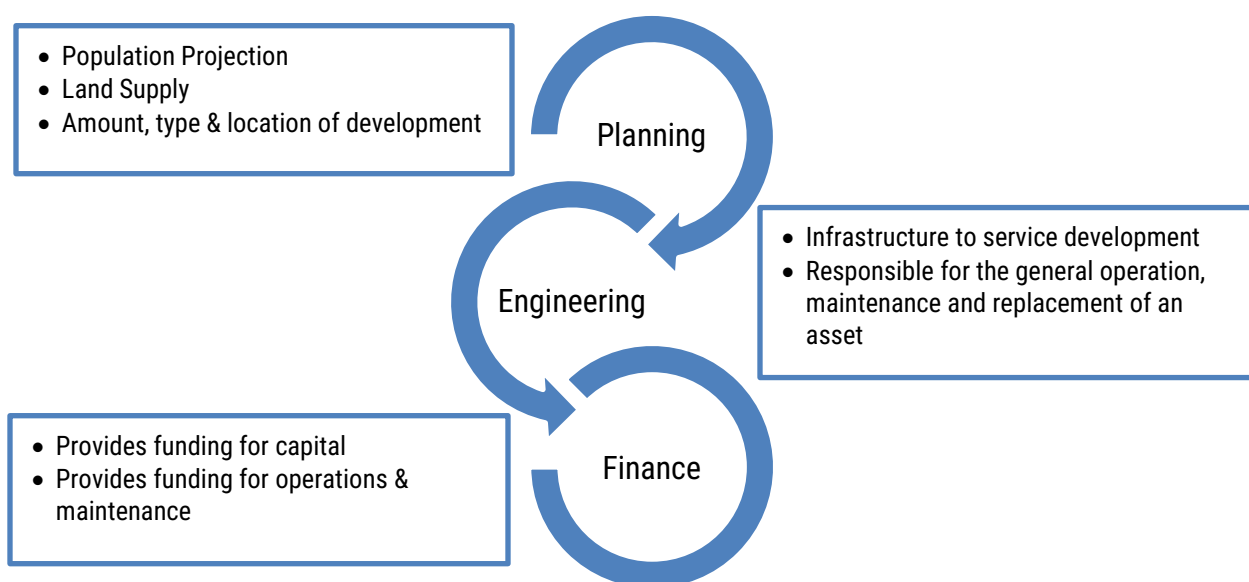 • Population Projection
• Land Supply
• Amount, type & location of development
Planning
• Infrastructure to service development
• Responsible for the general operation,
maintenance and replacement of an
asset
Engineering
• Provides funding for capital
• Provides funding for operations &
maintenance
Finance